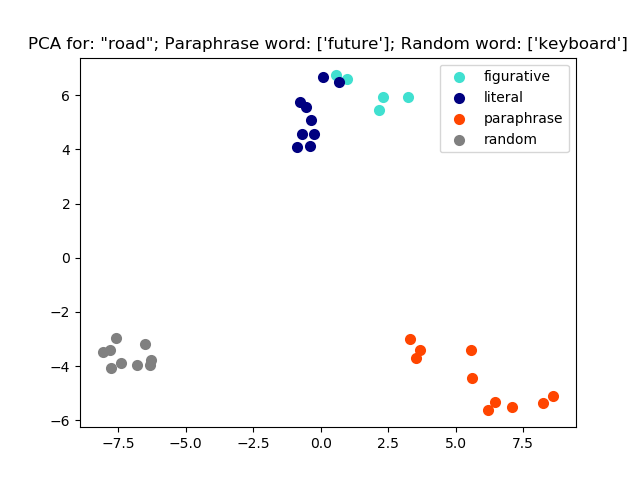 PCA for: "road"; Paraphrase word: ['future']; Random word: ['keyboard']
figurative
literal
paraphrase
random
6
4
2
0
−2
−4
−6
−7.5
−5.0
−2.5
0.0
2.5
5.0
7.5